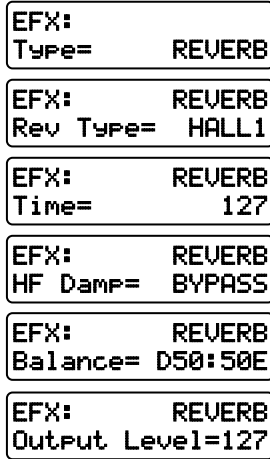 EFX:
Type= REVERB
EFX: REVERB
Rev Type= HALL1
EFX: REVERB
Time= 127
EFX: REVERB
HF Damp= BYPASS
EFX: REVERB
Balance= D50:50E
EFX: REVERB
Output Level=127